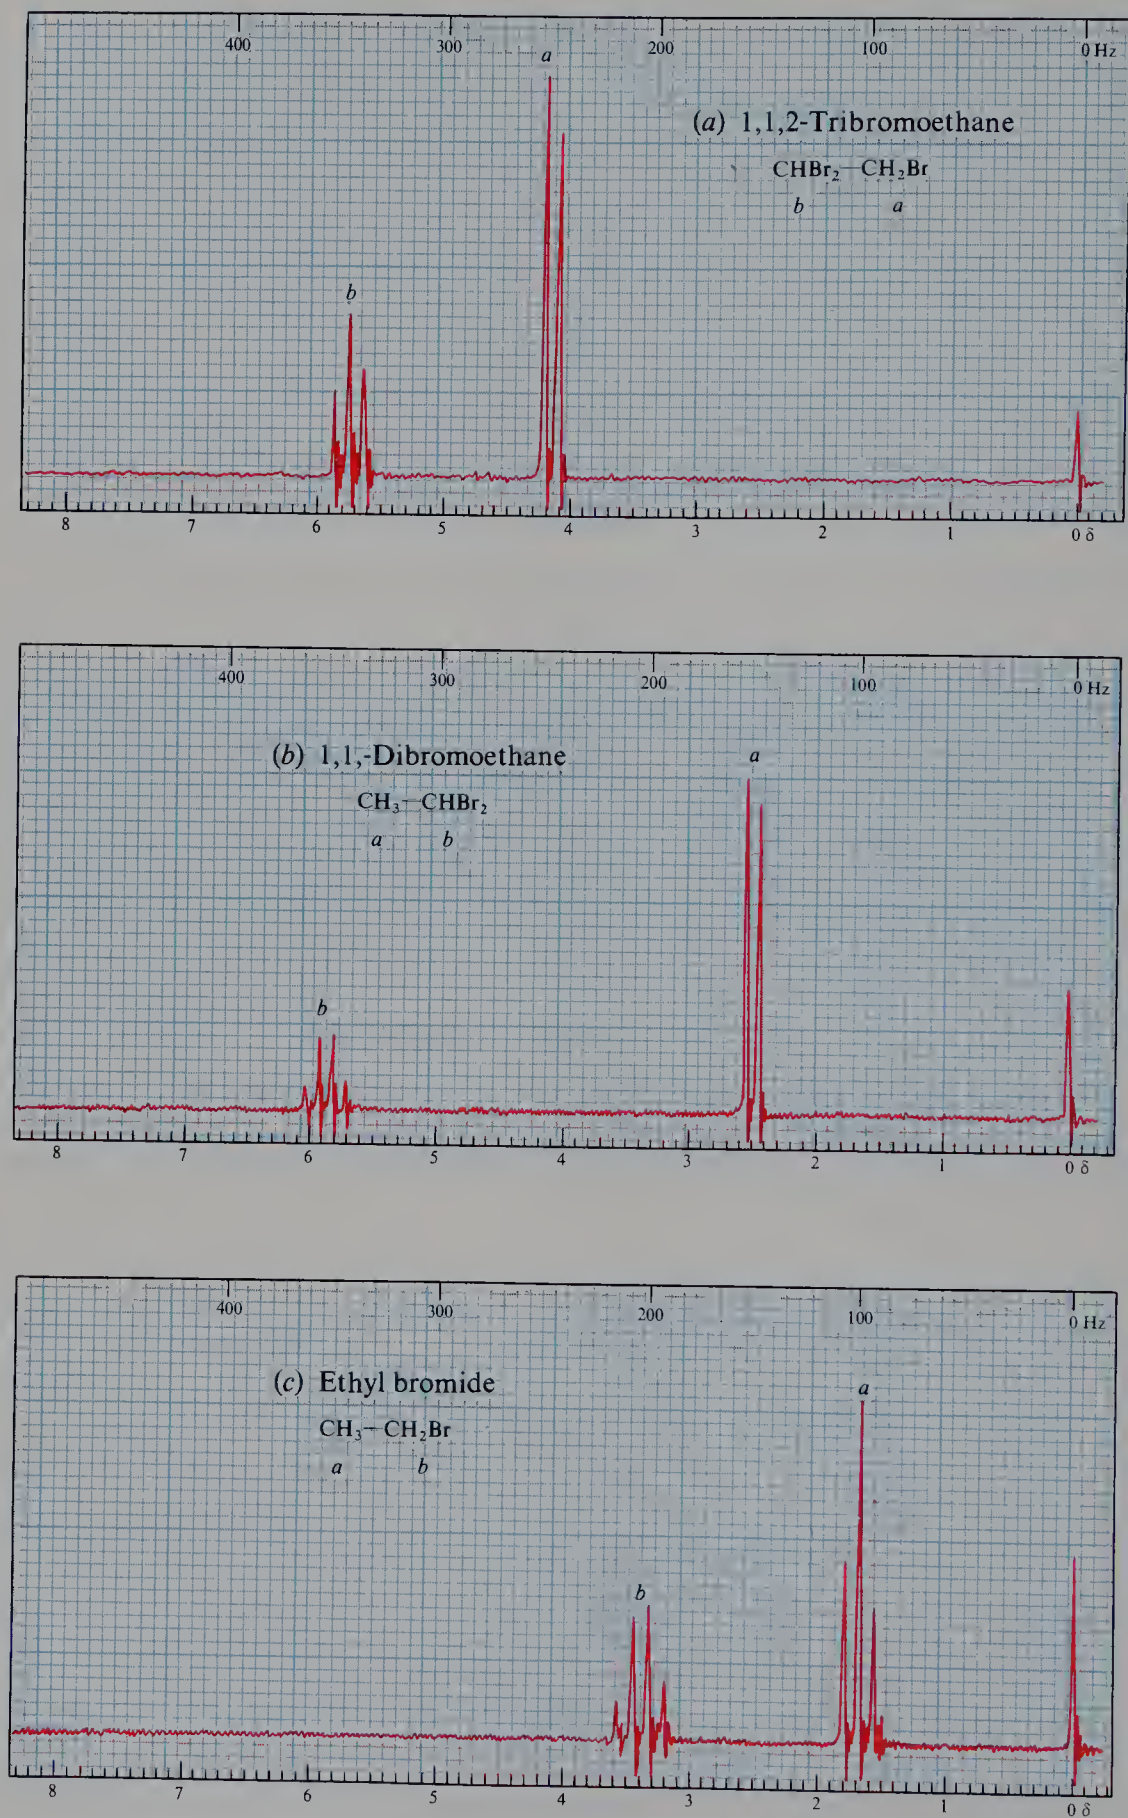 400 300 200 100 0 Hz
a
(a) 1,1,2-Tribromoethane
CHBr₂—CH₂Br
b a
b
8 7 6 5 4 3 2 1 0 δ
400 300 200 100 0 Hz
(b) 1,1,-Dibromoethane
a
CH₃—CHBr₂
a b
b
8 7 6 5 4 3 2 1 0 δ
400 300 200 100 0 Hz
(c) Ethyl bromide
a
CH₃—CH₂Br
a b
b
8 7 6 5 4 3 2 1 0 δ